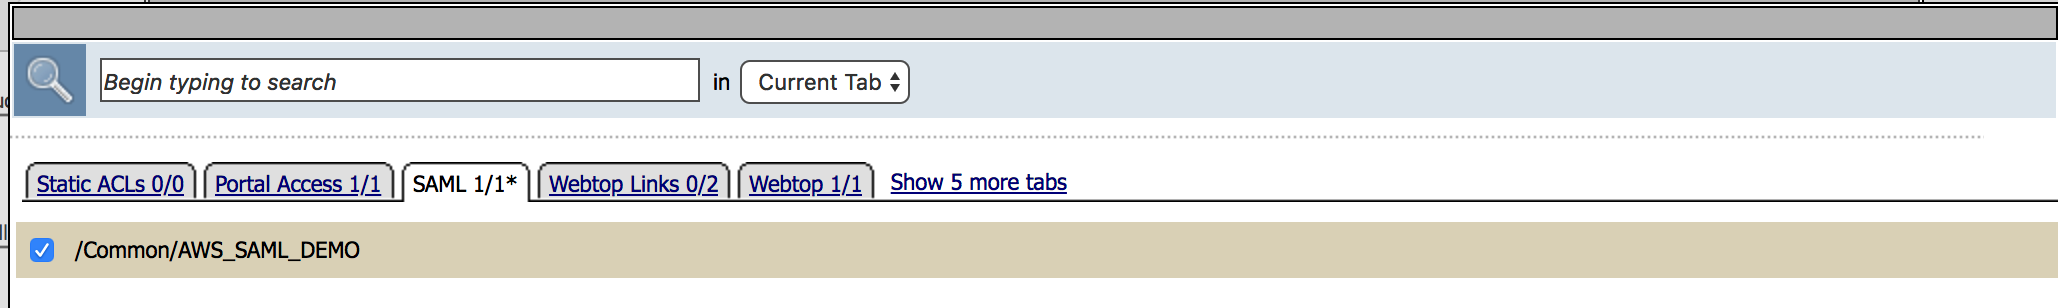 Begin typing to search in Current Tab
Static ACLs 0/0 Portal Access 1/1 SAML 1/1* Webtop Links 0/2 Webtop 1/1 Show 5 more tabs
/Common/AWS_SAML_DEMO